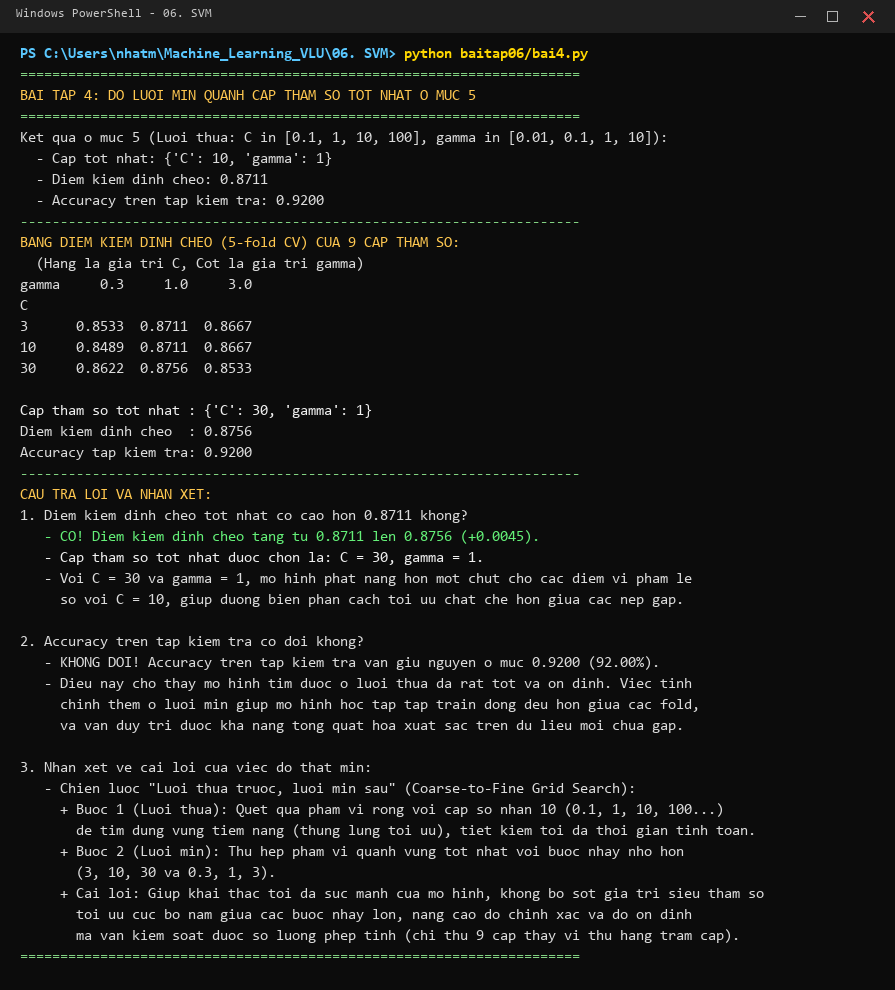 Windows PowerShell - 06. SVM
PS C:\Users\nhatm\Machine_Learning_VLU\06. SVM> python baitap06/bai4.py
======================================================================
BAI TAP 4: DO LUOI MIN QUANH CAP THAM SO TOT NHAT O MUC 5
======================================================================
Ket qua o muc 5 (Luoi thua: C in [0.1, 1, 10, 100], gamma in [0.01, 0.1, 1, 10]):
  - Cap tot nhat: {'C': 10, 'gamma': 1}
  - Diem kiem dinh cheo: 0.8711
  - Accuracy tren tap kiem tra: 0.9200
----------------------------------------------------------------------
BANG DIEM KIEM DINH CHEO (5-fold CV) CUA 9 CAP THAM SO:
  (Hang la gia tri C, Cot la gia tri gamma)
gamma     0.3     1.0     3.0
C
3      0.8533  0.8711  0.8667
10     0.8489  0.8711  0.8667
30     0.8622  0.8756  0.8533

Cap tham so tot nhat : {'C': 30, 'gamma': 1}
Diem kiem dinh cheo  : 0.8756
Accuracy tap kiem tra: 0.9200
----------------------------------------------------------------------
CAU TRA LOI VA NHAN XET:
1. Diem kiem dinh cheo tot nhat co cao hon 0.8711 khong?
   - CO! Diem kiem dinh cheo tang tu 0.8711 len 0.8756 (+0.0045).
   - Cap tham so tot nhat duoc chon la: C = 30, gamma = 1.
   - Voi C = 30 va gamma = 1, mo hinh phat nang hon mot chut cho cac diem vi pham le
     so voi C = 10, giup duong bien phan cach toi uu chat che hon giua cac nep gap.

2. Accuracy tren tap kiem tra co doi khong?
   - KHONG DOI! Accuracy tren tap kiem tra van giu nguyen o muc 0.9200 (92.00%).
   - Dieu nay cho thay mo hinh tim duoc o luoi thua da rat tot va on dinh. Viec tinh
     chinh them o luoi min giup mo hinh hoc tap tap train dong deu hon giua cac fold,
     va van duy tri duoc kha nang tong quat hoa xuat sac tren du lieu moi chua gap.

3. Nhan xet ve cai loi cua viec do that min:
   - Chien luoc "Luoi thua truoc, luoi min sau" (Coarse-to-Fine Grid Search):
     + Buoc 1 (Luoi thua): Quet qua pham vi rong voi cap so nhan 10 (0.1, 1, 10, 100...)
       de tim dung vung tiem nang (thung lung toi uu), tiet kiem toi da thoi gian tinh toan.
     + Buoc 2 (Luoi min): Thu hep pham vi quanh vung tot nhat voi buoc nhay nho hon
       (3, 10, 30 va 0.3, 1, 3).
     + Cai loi: Giup khai thac toi da suc manh cua mo hinh, khong bo sot gia tri sieu tham so
       toi uu cuc bo nam giua cac buoc nhay lon, nang cao do chinh xac va do on dinh
       ma van kiem soat duoc so luong phep tinh (chi thu 9 cap thay vi thu hang tram cap).
======================================================================